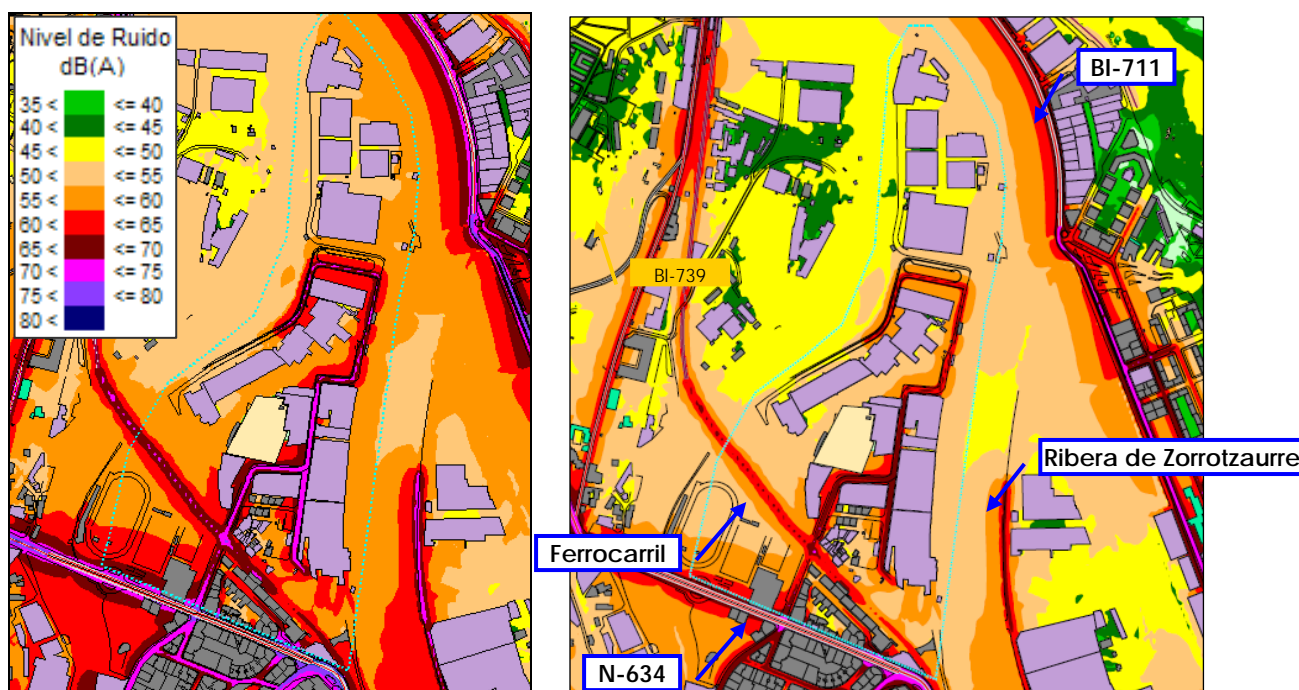 Nivel de Ruido
dB(A)
35 < <= 40
40 < <= 45
45 < <= 50
50 < <= 55
55 < <= 60
60 < <= 65
65 < <= 70
70 < <= 75
75 < <= 80
80 <
BI-711
BI-739
Ribera de Zorrotzaurre
Ferrocarril
N-634